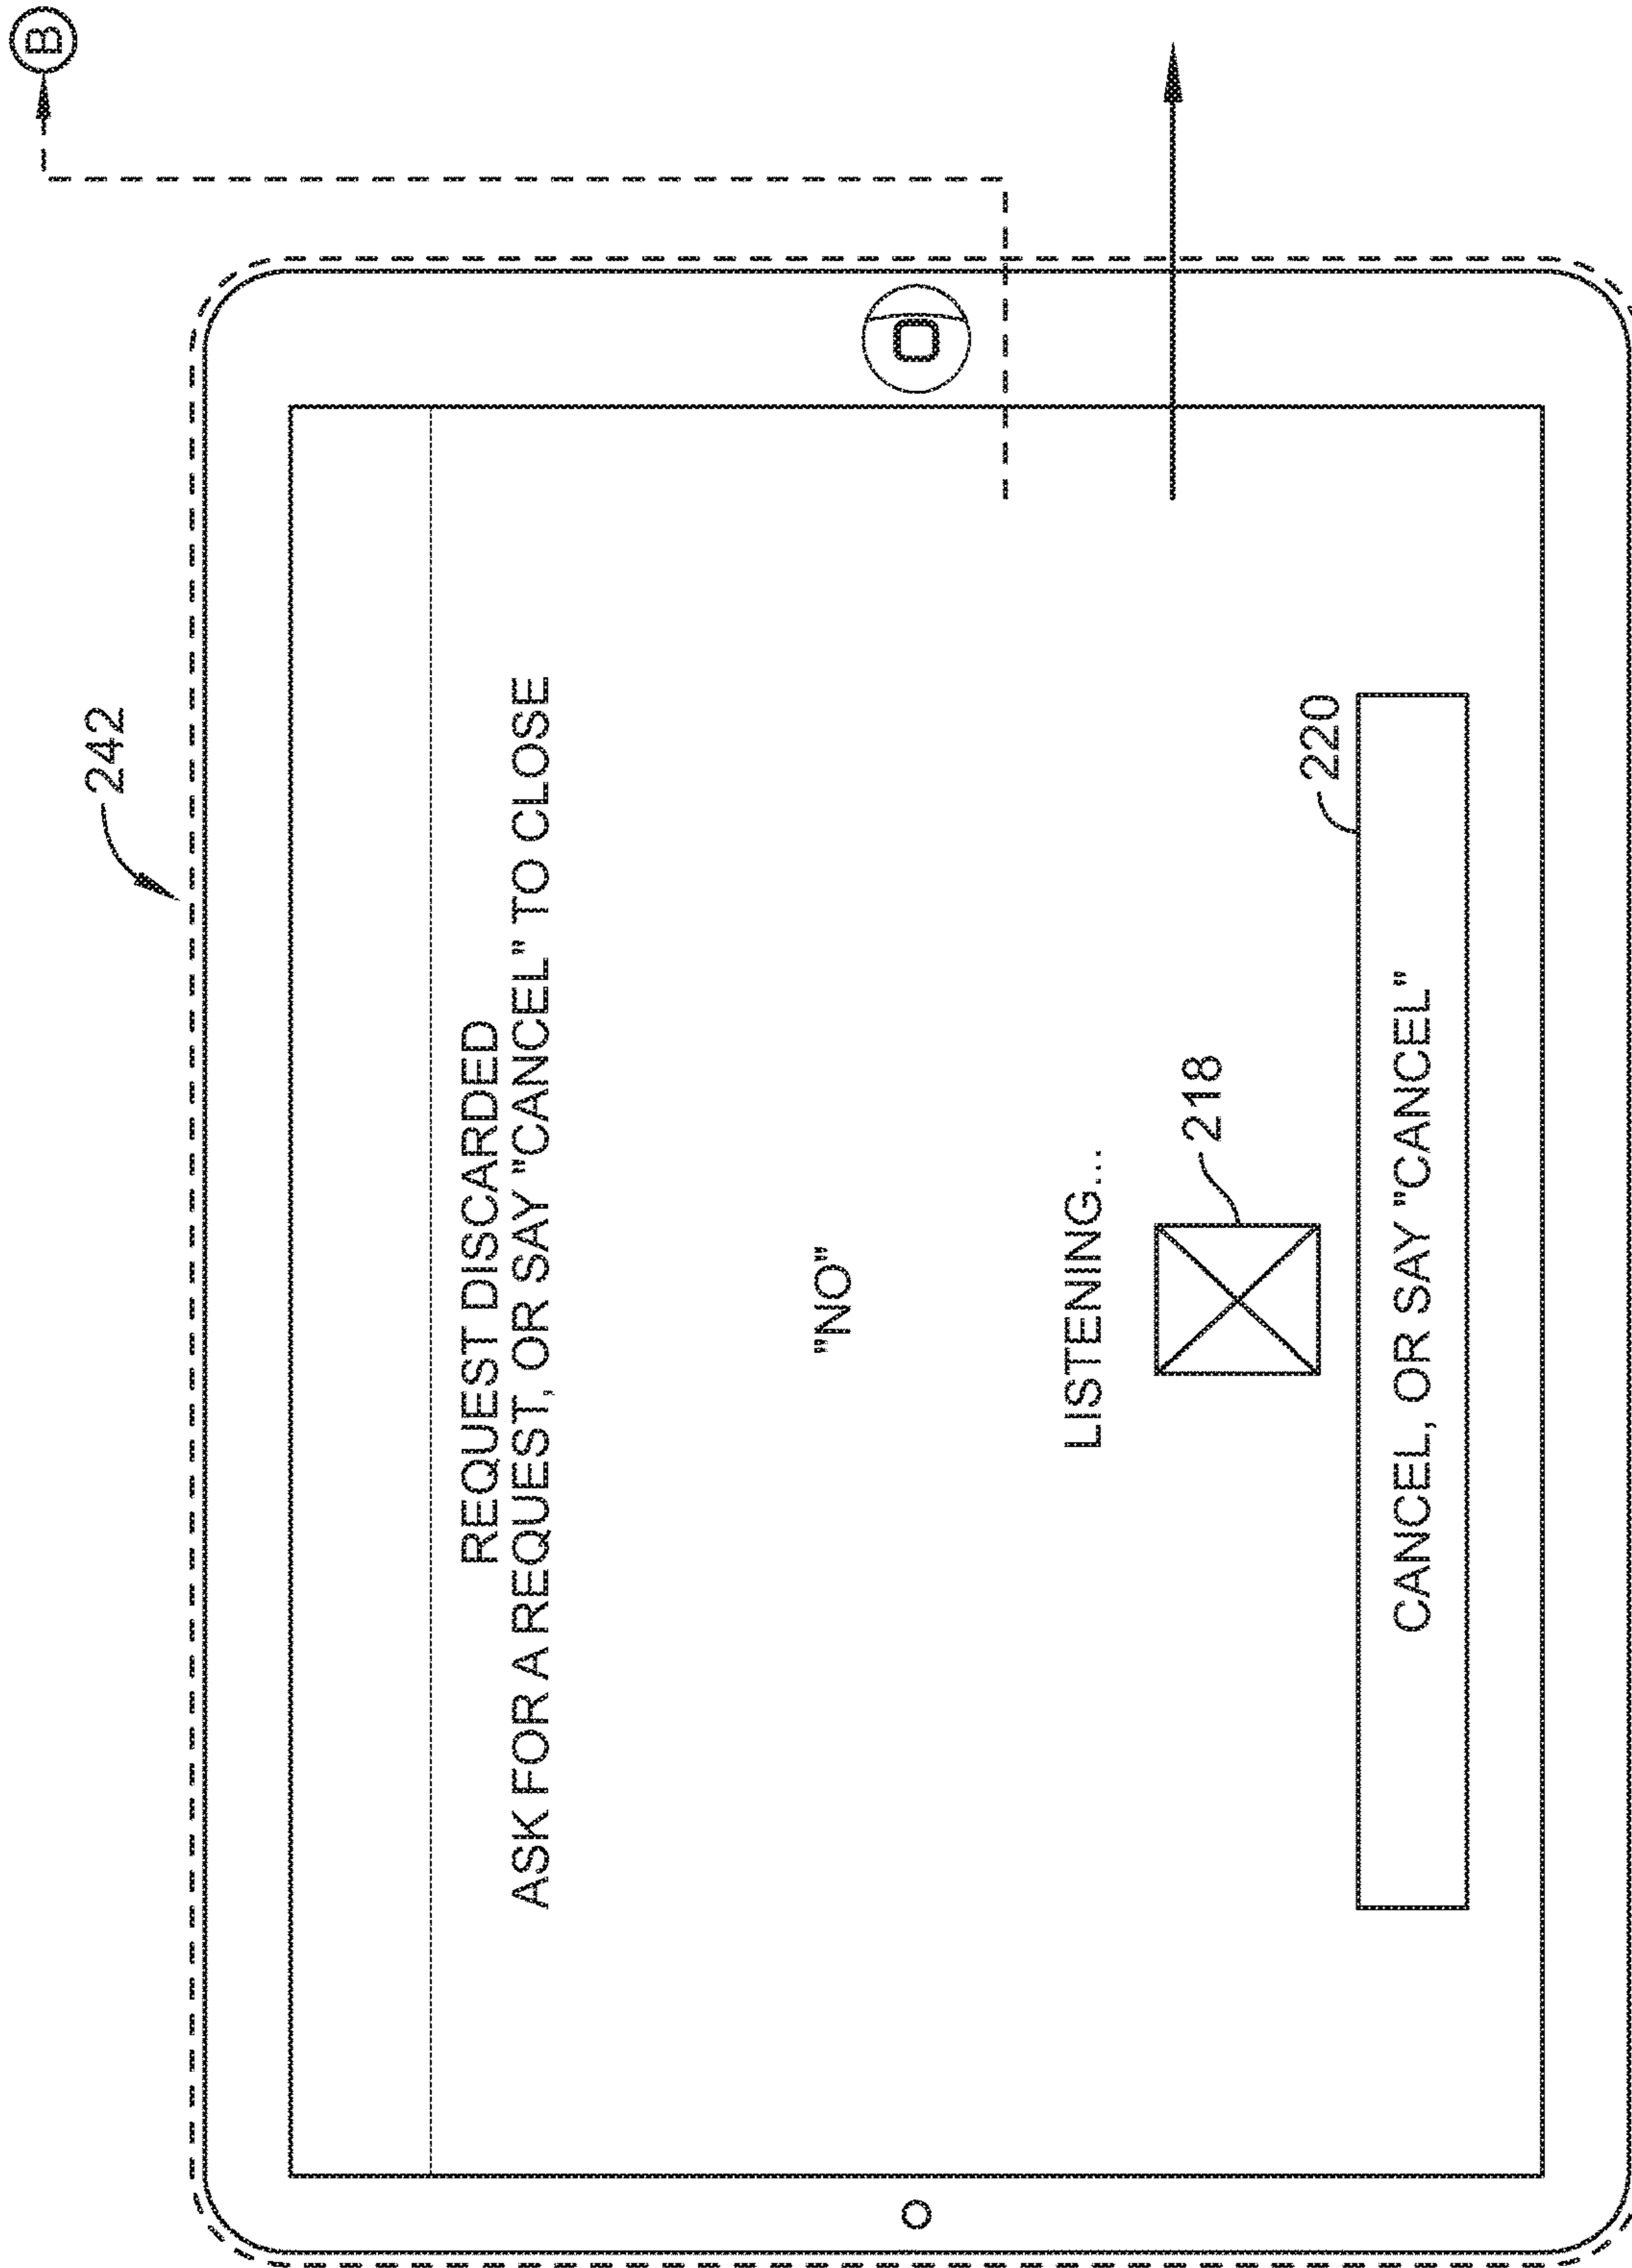 B
242
REQUEST DISCARDED
ASK FOR A REQUEST, OR SAY "CANCEL" TO CLOSE
"NO"
LISTENING...
218
220
CANCEL, OR SAY "CANCEL"